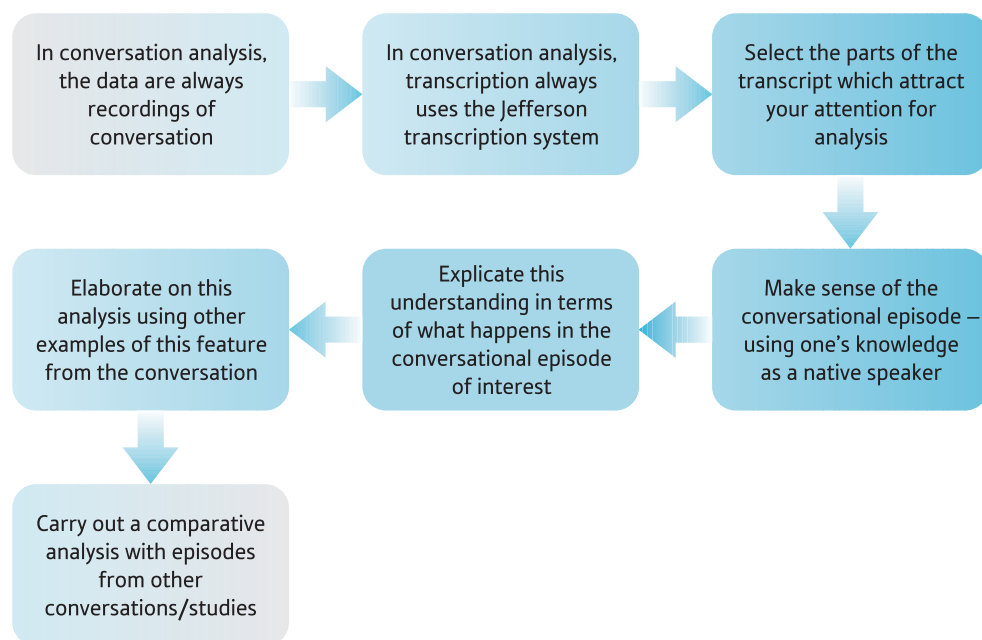 In conversation analysis,
the data are always
recordings of
conversation
In conversation analysis,
transcription always
uses the Jefferson
transcription system
Select the parts of the
transcript which attract
your attention for
analysis
Make sense of the
conversational episode –
using one’s knowledge
as a native speaker
Explicate this
understanding in terms
of what happens in the
conversational episode
of interest
Elaborate on this
analysis using other
examples of this feature
from the conversation
Carry out a comparative
analysis with episodes
from other
conversations/studies